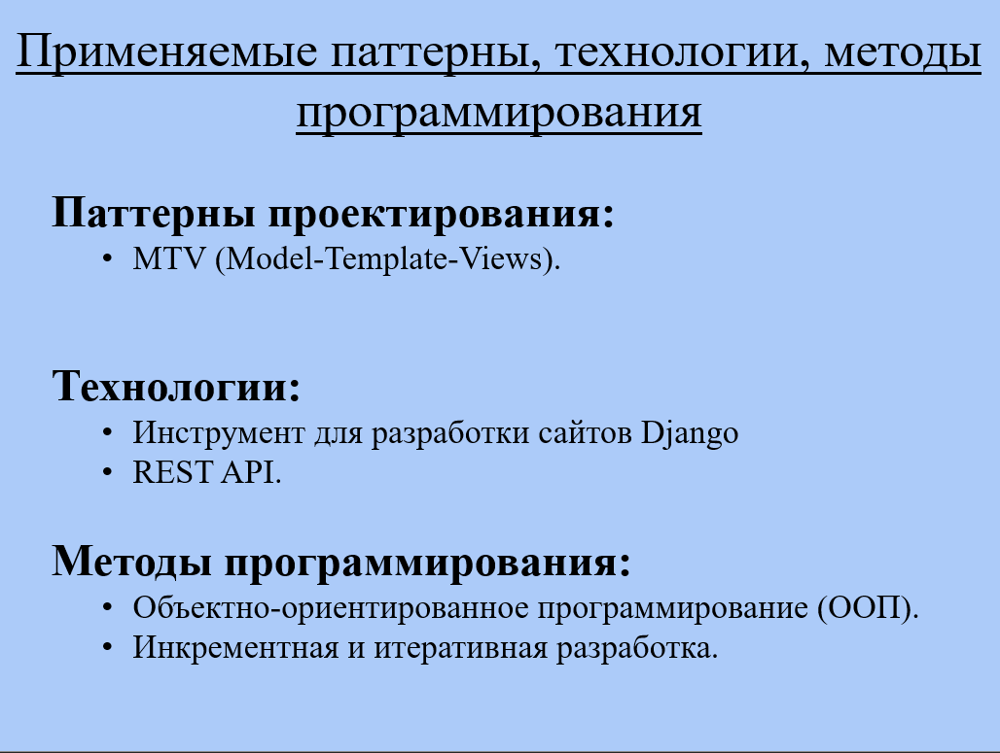 Применяемые паттерны, технологии, методы
программирования
Паттерны проектирования:
• MTV (Model-Template-Views).
Технологии:
• Инструмент для разработки сайтов Django
• REST API.
Методы программирования:
• Объектно-ориентированное программирование (ООП).
• Инкрементная и итеративная разработка.